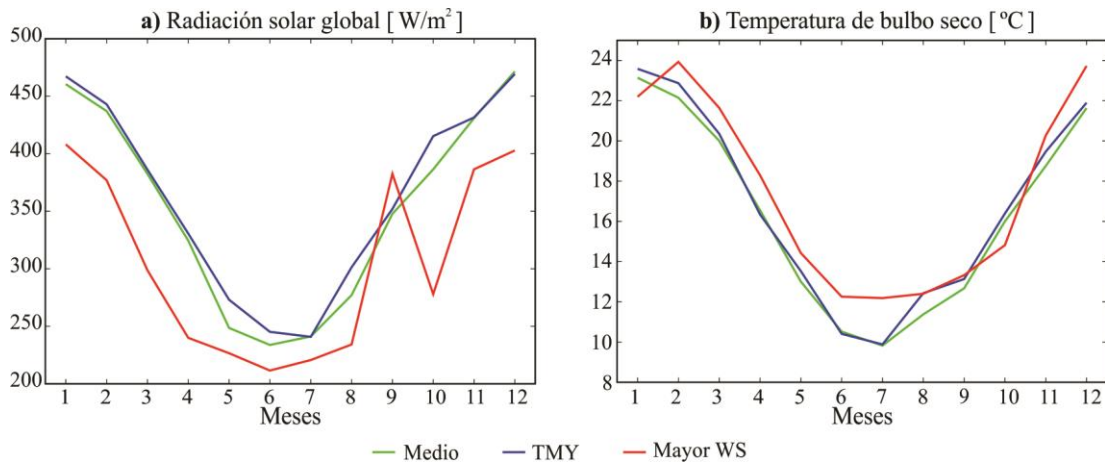 a) Radiación solar global [ W/m² ]
500
450
400
350
300
250
200
1 2 3 4 5 6 7 8 9 10 11 12
Meses
b) Temperatura de bulbo seco [ ºC ]
24
22
20
18
16
14
12
10
8
1 2 3 4 5 6 7 8 9 10 11 12
Meses
Medio TMY Mayor WS